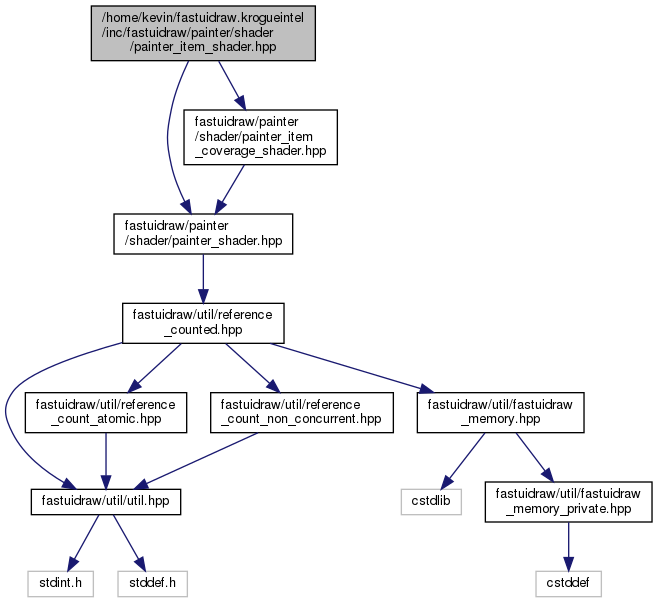 /home/kevin/fastuidraw.krogueintel
/inc/fastuidraw/painter/shader
/painter_item_shader.hpp
fastuidraw/painter
/shader/painter_item
_coverage_shader.hpp
fastuidraw/painter
/shader/painter_shader.hpp
fastuidraw/util/reference
_counted.hpp
fastuidraw/util/reference
_count_atomic.hpp
fastuidraw/util/reference
_count_non_concurrent.hpp
fastuidraw/util/fastuidraw
_memory.hpp
fastuidraw/util/util.hpp
cstdlib
fastuidraw/util/fastuidraw
_memory_private.hpp
stdint.h
stddef.h
cstddef